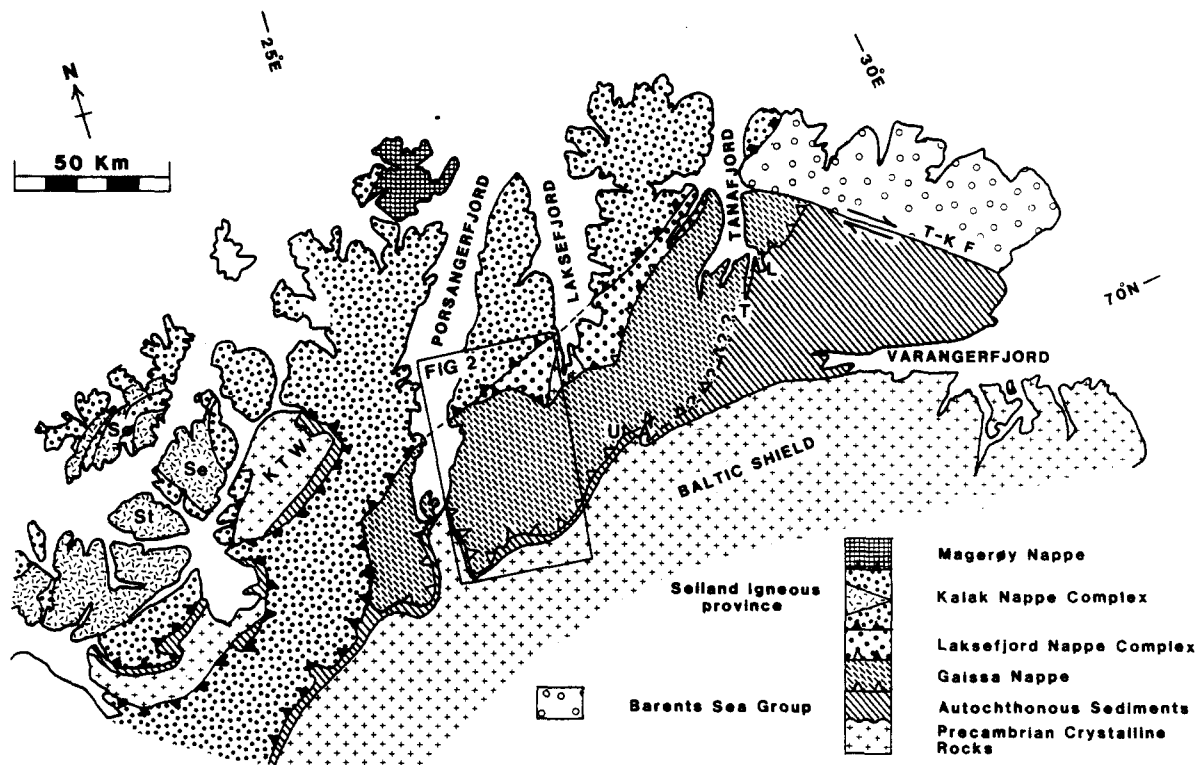 25°E
30°E
N
50 Km
PORSANGERFJORD
LAKSEFJORD
TANAFJORD
T-K F
70°N
FIG 2
VARANGERFJORD
KTW
Se
St
BALTIC SHIELD
Seiland igneous
province
Magerøy Nappe
Kalak Nappe Complex
Laksefjord Nappe Complex
Gaissa Nappe
Autochthonous Sediments
Precambrian Crystalline
Rocks
Barents Sea Group